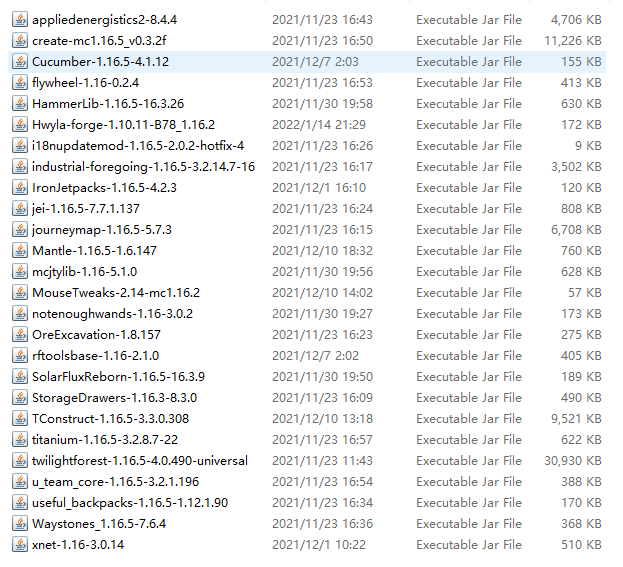 appliedenergistics2-8.4.4 2021/11/23 16:43 Executable Jar File 4,706 KB
create-mc1.16.5_v0.3.2f 2021/11/23 16:50 Executable Jar File 11,226 KB
Cucumber-1.16.5-4.1.12 2021/12/7 2:03 Executable Jar File 155 KB
flywheel-1.16-0.2.4 2021/11/23 16:53 Executable Jar File 413 KB
HammerLib-1.16.5-16.3.26 2021/11/30 19:58 Executable Jar File 630 KB
Hwyla-forge-1.10.11-B78_1.16.2 2022/1/14 21:29 Executable Jar File 172 KB
i18nupdatemod-1.16.5-2.0.2-hotfix-4 2021/11/23 16:26 Executable Jar File 9 KB
industrial-foregoing-1.16.5-3.2.14.7-16 2021/11/23 16:17 Executable Jar File 3,502 KB
IronJetpacks-1.16.5-4.2.3 2021/12/1 16:10 Executable Jar File 120 KB
jei-1.16.5-7.7.1.137 2021/11/23 16:24 Executable Jar File 808 KB
journeymap-1.16.5-5.7.3 2021/11/23 16:15 Executable Jar File 6,708 KB
Mantle-1.16.5-1.6.147 2021/12/10 18:32 Executable Jar File 760 KB
mcjtylib-1.16-5.1.0 2021/11/30 19:56 Executable Jar File 628 KB
MouseTweaks-2.14-mc1.16.2 2021/12/10 14:02 Executable Jar File 57 KB
notenoughwands-1.16-3.0.2 2021/11/30 19:27 Executable Jar File 173 KB
OreExcavation-1.8.157 2021/11/23 16:23 Executable Jar File 275 KB
rftoolsbase-1.16-2.1.0 2021/12/7 2:02 Executable Jar File 405 KB
SolarFluxReborn-1.16.5-16.3.9 2021/11/30 19:50 Executable Jar File 189 KB
StorageDrawers-1.16.3-8.3.0 2021/11/23 16:09 Executable Jar File 490 KB
TConstruct-1.16.5-3.3.0.308 2021/12/10 13:18 Executable Jar File 9,521 KB
titanium-1.16.5-3.2.8.7-22 2021/11/23 16:57 Executable Jar File 622 KB
twilightforest-1.16.5-4.0.490-universal 2021/11/23 11:43 Executable Jar File 30,930 KB
u_team_core-1.16.5-3.2.1.196 2021/11/23 16:54 Executable Jar File 388 KB
useful_backpacks-1.16.5-1.12.1.90 2021/11/23 16:34 Executable Jar File 170 KB
Waystones_1.16.5-7.6.4 2021/11/23 16:36 Executable Jar File 368 KB
xnet-1.16-3.0.14 2021/12/1 10:22 Executable Jar File 510 KB